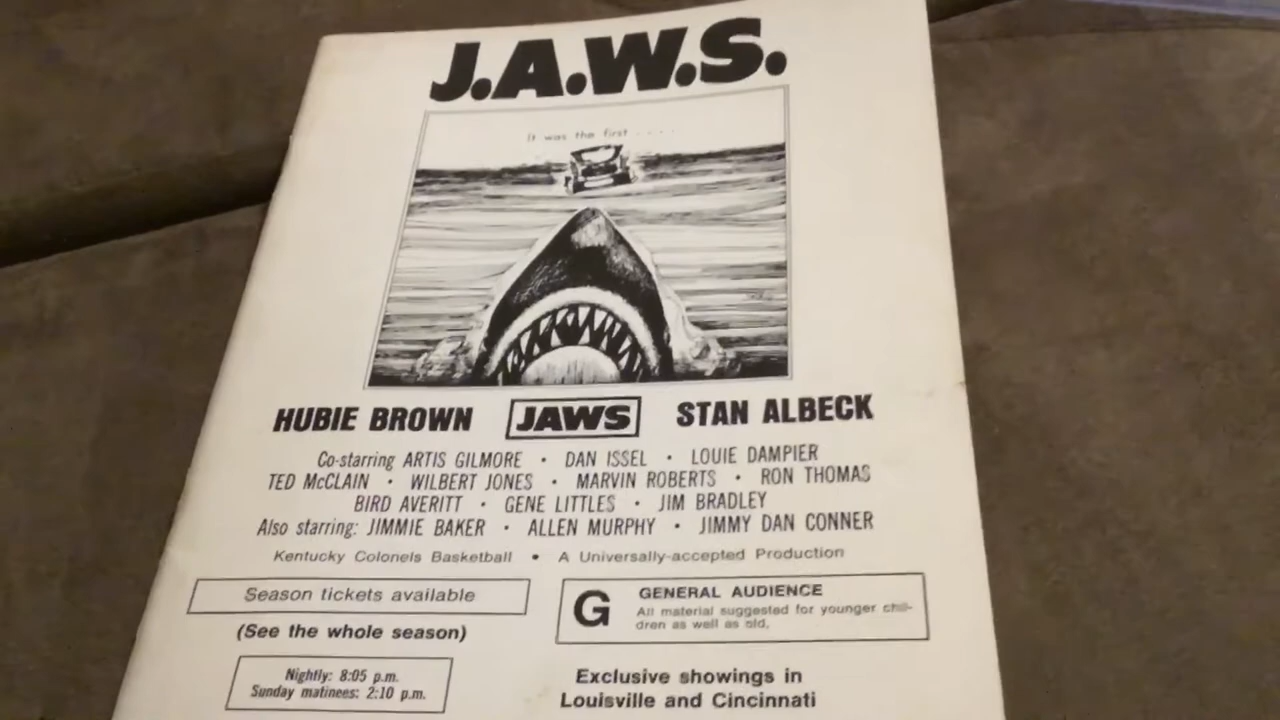 J.A.W.S.
It was the first . . . .
HUBIE BROWN JAWS STAN ALBECK
Co-starring ARTIS GILMORE • DAN ISSEL • LOUIE DAMPIER
TED McCLAIN • WILBERT JONES • MARVIN ROBERTS • RON THOMAS
BIRD AVERITT • GENE LITTLES • JIM BRADLEY
Also starring: JIMMIE BAKER • ALLEN MURPHY • JIMMY DAN CONNER
Kentucky Colonels Basketball • A Universally-accepted Production
Season tickets available
(See the whole season)
Nightly: 8:05 p.m.
Sunday matinees: 2:10 p.m.
G GENERAL AUDIENCE
All material suggested for younger chil-
dren as well as old.
Exclusive showings in
Louisville and Cincinnati